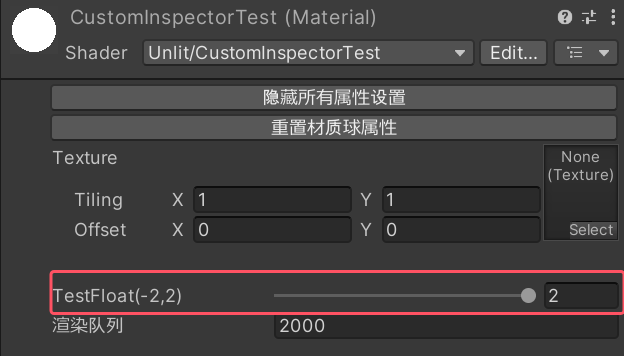 CustomInspectorTest (Material)
Shader Unlit/CustomInspectorTest Edit...
隐藏所有属性设置
重置材质球属性
Texture None (Texture) Select
Tiling X 1 Y 1
Offset X 0 Y 0
TestFloat(-2,2) 2
渲染队列 2000